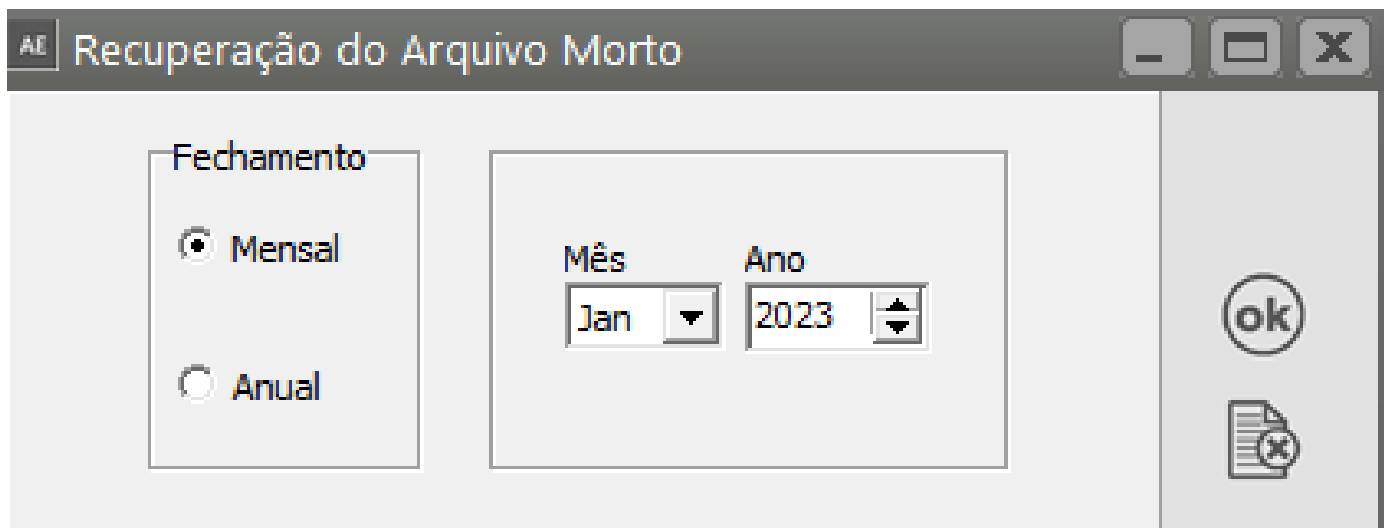 AE Recuperação do Arquivo Morto
Fechamento
Mensal
Anual
Mês Ano
Jan 2023
ok